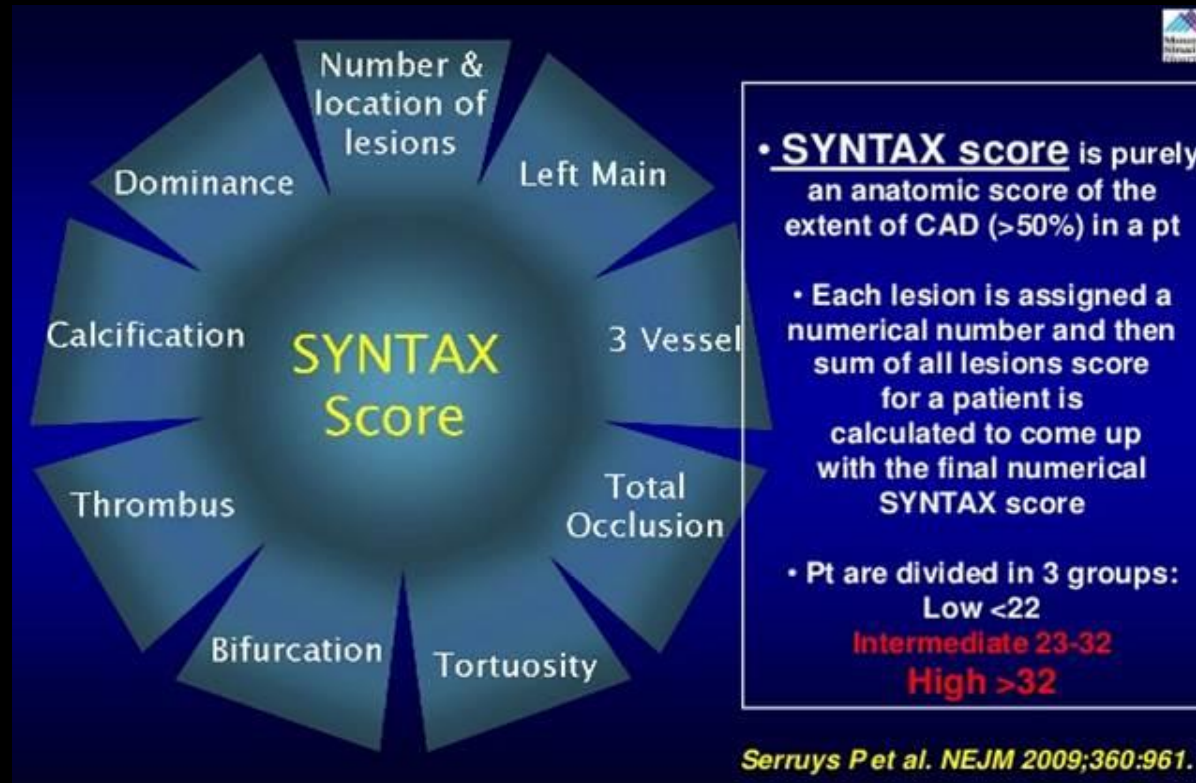 Number &
location of
lesions
Left Main
3 Vessel
Total
Occlusion
Tortuosity
Bifurcation
Thrombus
Calcification
Dominance
SYNTAX
Score
• SYNTAX score is purely
an anatomic score of the
extent of CAD (>50%) in a pt
• Each lesion is assigned a
numerical number and then
sum of all lesions score
for a patient is
calculated to come up
with the final numerical
SYNTAX score
• Pt are divided in 3 groups:
Low <22
Intermediate 23-32
High >32
Serruys P et al. NEJM 2009;360:961.